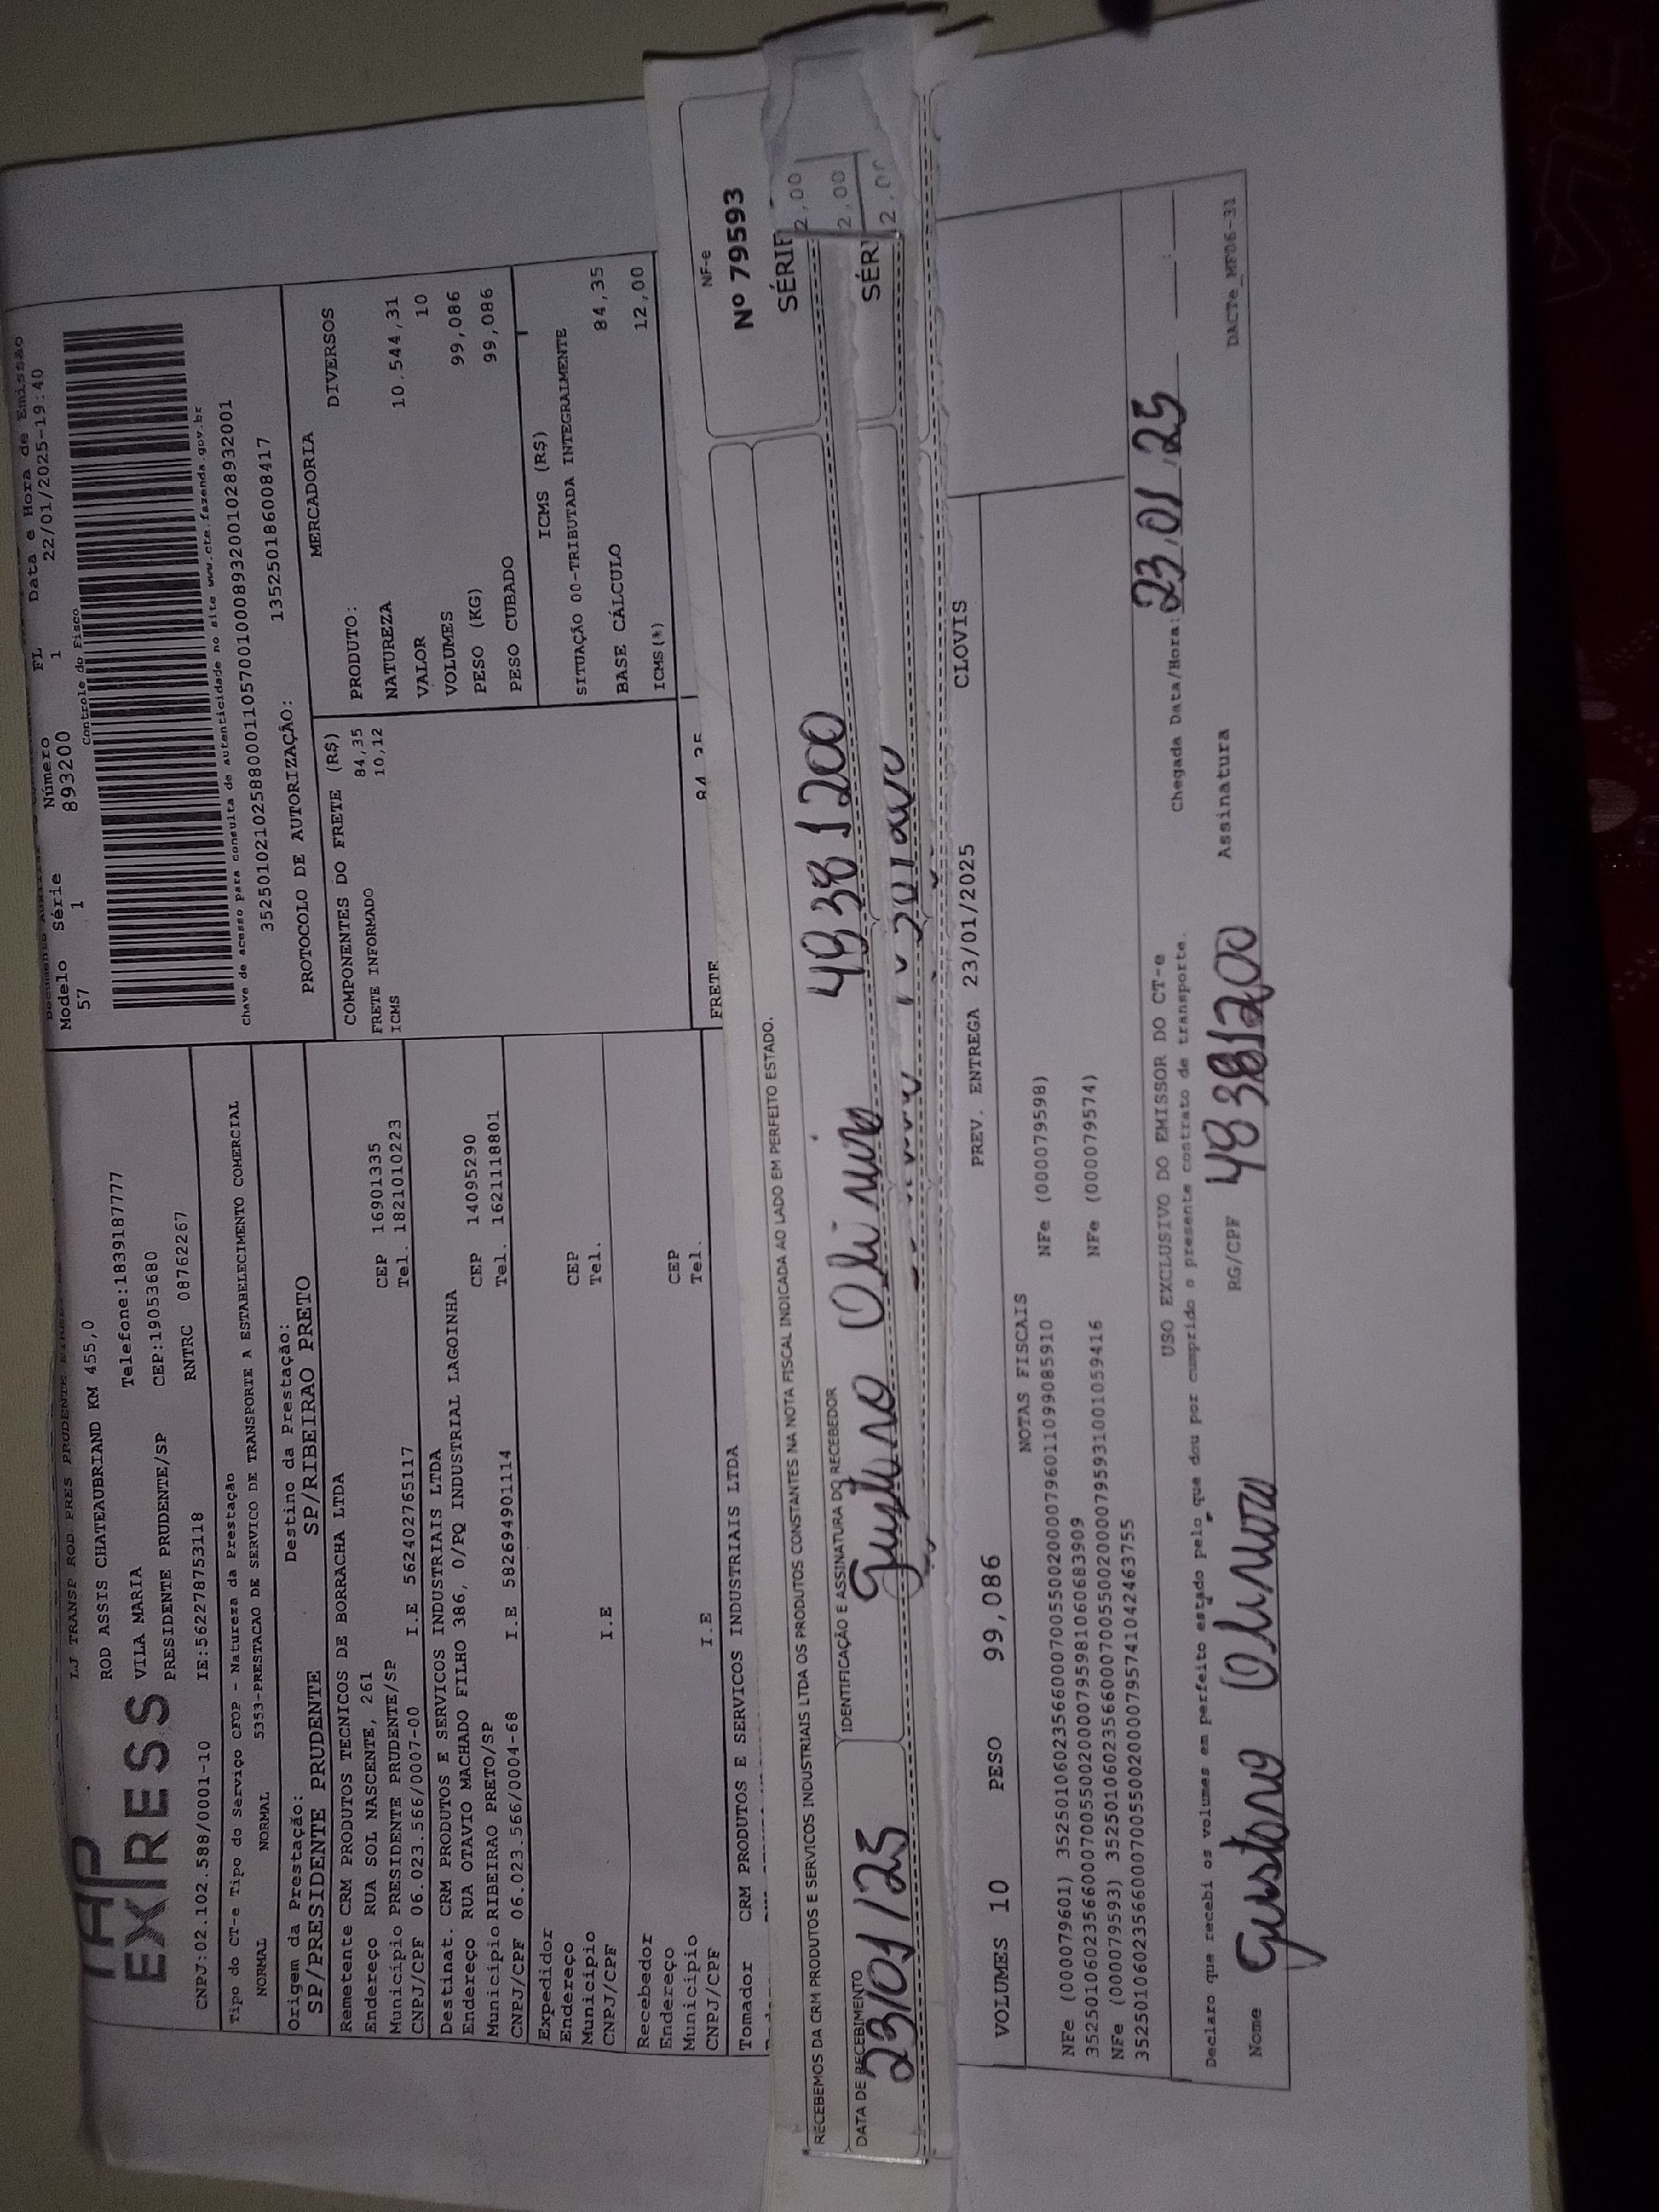 EXPRESS
LJ TRANSP ROD PRES PRUDENTE
ROD ASSIS CHATEAUBRIAND KM 455,0
VILA MARIA Telefone:1839187777
PRESIDENTE PRUDENTE/SP CEP:19053680
CNPJ:02.102.588/0001-10 IE:562278753118 RNTRC 08762267
Modelo Série Número FL Data e Hora de Emissão
57 1 893200 1 22/01/2025-19:40
Controle do Fisco
Chave de acesso para consulta de autenticidade no site www.cte.fazenda.gov.br
35250102102588000110570010008932001028932001
PROTOCOLO DE AUTORIZAÇÃO: 135250186008417
Tipo do CT-e Tipo do Serviço CFOP - Natureza da Prestação
NORMAL NORMAL 5353-PRESTACAO DE SERVICO DE TRANSPORTE A ESTABELECIMENTO COMERCIAL
Origem da Prestação: Destino da Prestação:
SP/PRESIDENTE PRUDENTE SP/RIBEIRAO PRETO
Remetente CRM PRODUTOS TECNICOS DE BORRACHA LTDA
Endereço RUA SOL NASCENTE, 261 CEP 16901335
Município PRESIDENTE PRUDENTE/SP Tel. 1821010223
CNPJ/CPF 06.023.566/0007-00 I.E 562402765117
Destinat. CRM PRODUTOS E SERVICOS INDUSTRIAIS LTDA
Endereço RUA OTAVIO MACHADO FILHO 386, 0/PQ INDUSTRIAL LAGOINHA
Município RIBEIRAO PRETO/SP CEP 14095290
CNPJ/CPF 06.023.566/0004-68 I.E 582694901114 Tel. 1621118801
Expedidor
Endereço CEP
Município Tel.
CNPJ/CPF I.E
Recebedor
Endereço CEP
Município Tel.
CNPJ/CPF I.E
Tomador CRM PRODUTOS E SERVICOS INDUSTRIAIS LTDA
COMPONENTES DO FRETE (R$)
FRETE INFORMADO 84,35
ICMS 10,12
FRETE 84,35
MERCADORIA
PRODUTO: DIVERSOS
NATUREZA
VALOR 10.544,31
VOLUMES 10
PESO (KG) 99,086
PESO CUBADO 99,086
ICMS (R$)
SITUAÇÃO 00-TRIBUTADA INTEGRALMENTE
BASE CÁLCULO 84,35
ICMS(%) 12,00
NF-e
Nº 79593
SÉRIE
2,00
2,00
SÉRI
RECEBEMOS DA CRM PRODUTOS E SERVICOS INDUSTRIAIS LTDA OS PRODUTOS CONSTANTES NA NOTA FISCAL INDICADA AO LADO EM PERFEITO ESTADO.
DATA DE RECEBIMENTO IDENTIFICAÇÃO E ASSINATURA DO RECEBEDOR
23/01/25 Gustavo Oliveira 49381200
VOLUMES 10 PESO 99,086 PREV. ENTREGA 23/01/2025 CLOVIS
NOTAS FISCAIS
NFe (000079601) 35250106023566000700550020000796011099085910 NFe (000079598)
35250106023566000700550020000795981060683909
NFe (000079593) 35250106023566000700550020000795931001059416 NFe (000079574)
35250106023566000700550020000795741042463755
USO EXCLUSIVO DO EMISSOR DO CT-e
Declaro que recebi os volumes em perfeito estado pelo que dou por cumprido o presente contrato de transporte.
Chegada Data/Hora: 23/01/25
Nome Gustavo Oliveira RG/CPF 49381200 Assinatura
DACTe_MF06-31